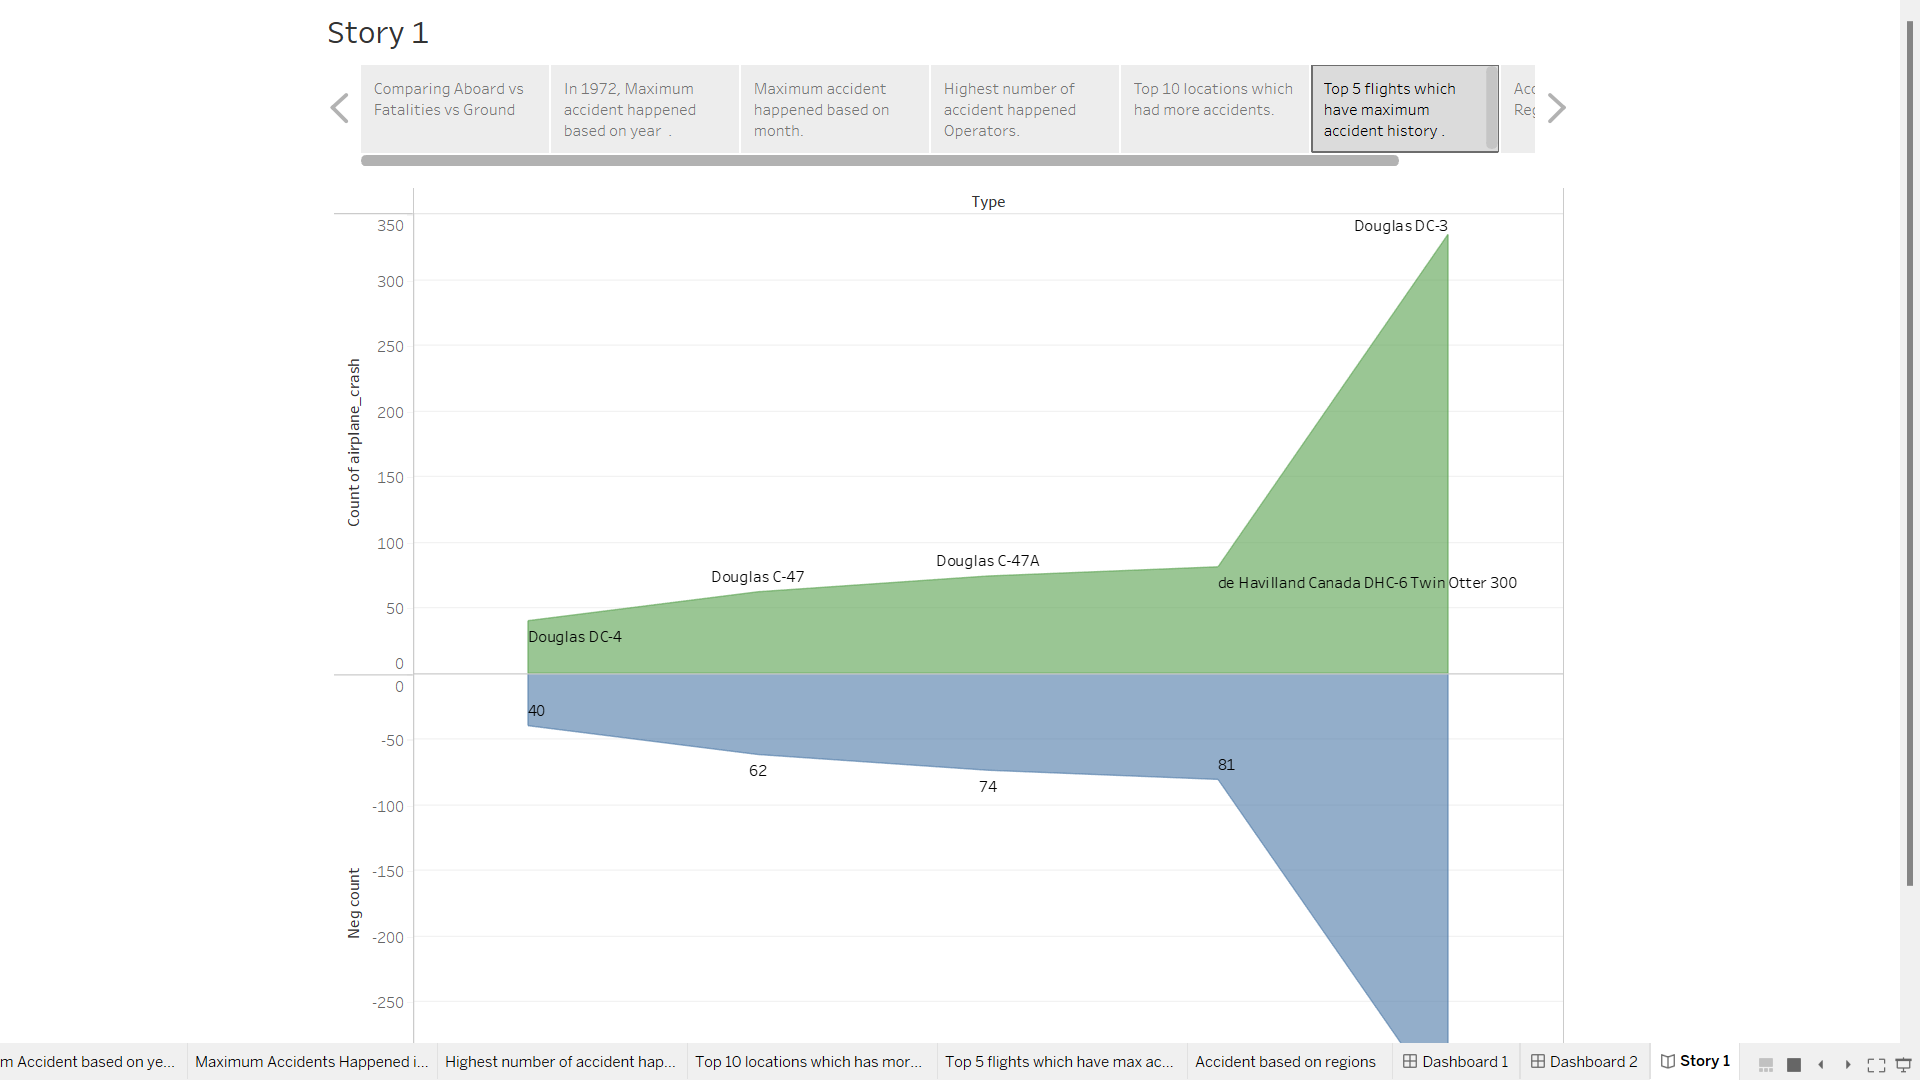 Story 1
Comparing Aboard vs
Fatalities vs Ground
In 1972, Maximum
accident happened
based on year .
Maximum accident
happened based on
month.
Highest number of
accident happened
Operators.
Top 10 locations which
had more accidents.
Top 5 flights which
have maximum
accident history .
Type
Count of airplane_crash
350
300
250
200
150
100
50
0
Douglas DC-3
Douglas C-47A
Douglas C-47
de Havilland Canada DHC-6 Twin Otter 300
Douglas DC-4
Neg count
0
-50
-100
-150
-200
-250
40
62
74
81
m Accident based on ye...
Maximum Accidents Happened i...
Highest number of accident hap...
Top 10 locations which has mor...
Top 5 flights which have max ac...
Accident based on regions
Dashboard 1
Dashboard 2
Story 1